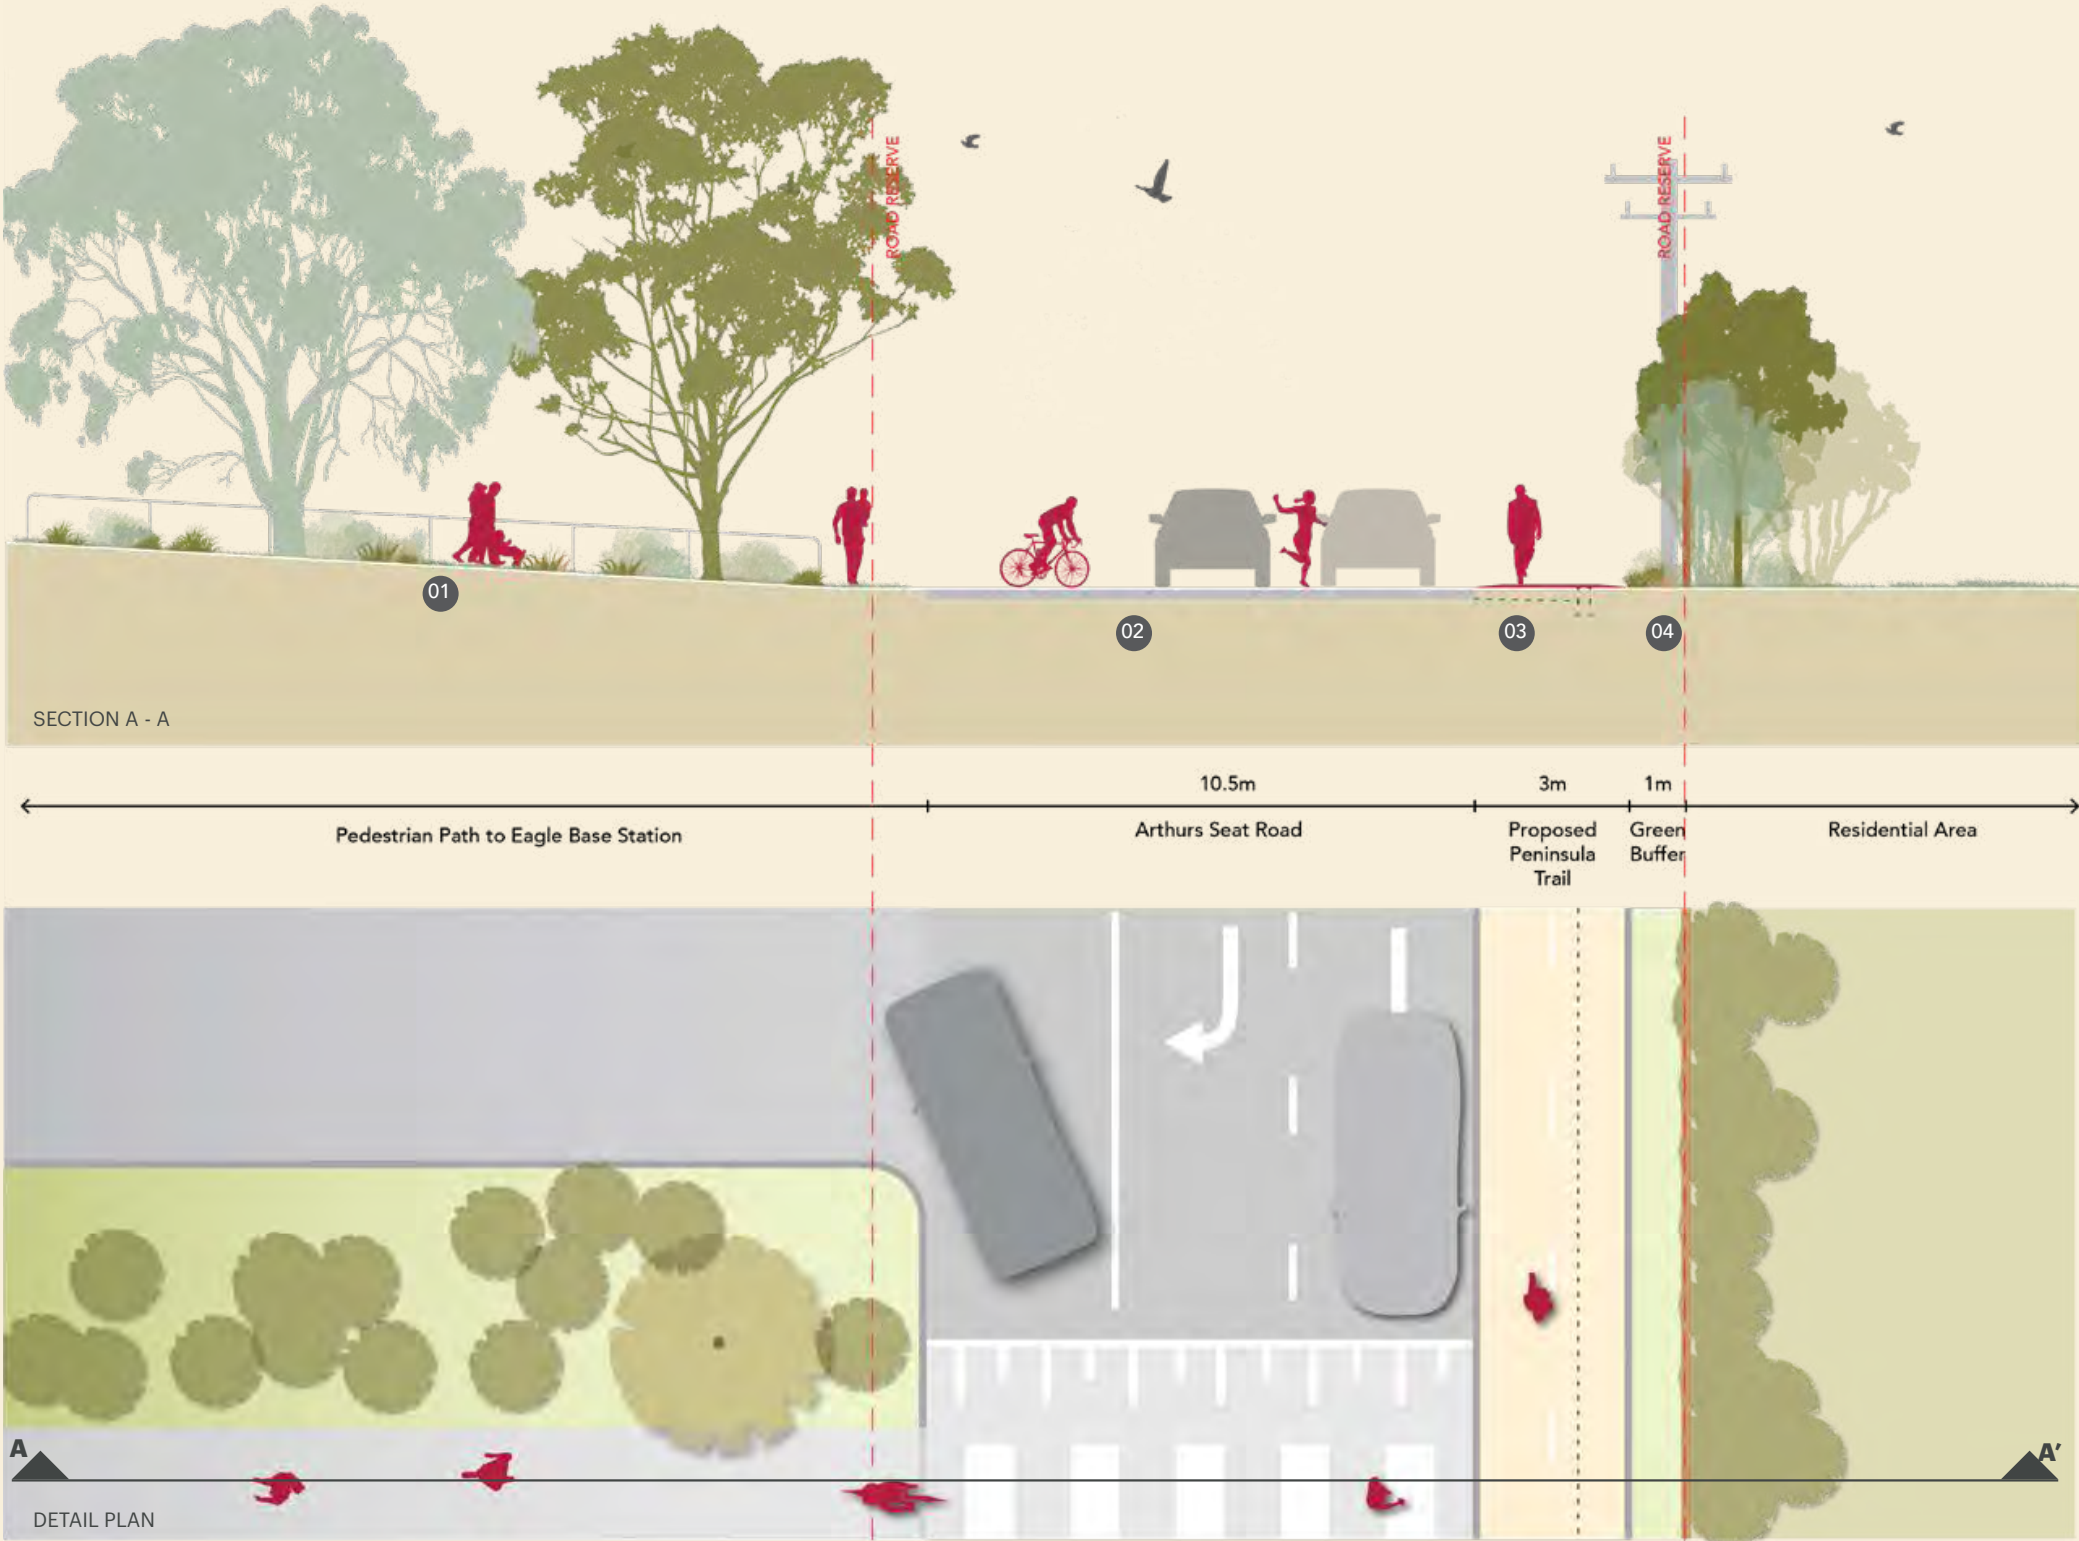 ROAD RESERVE
ROAD RESERVE
01
02
03
04
SECTION A - A
10.5m
3m
1m
Pedestrian Path to Eagle Base Station
Arthurs Seat Road
Proposed
Peninsula
Trail
Green
Buffer
Residential Area
A
A'
DETAIL PLAN